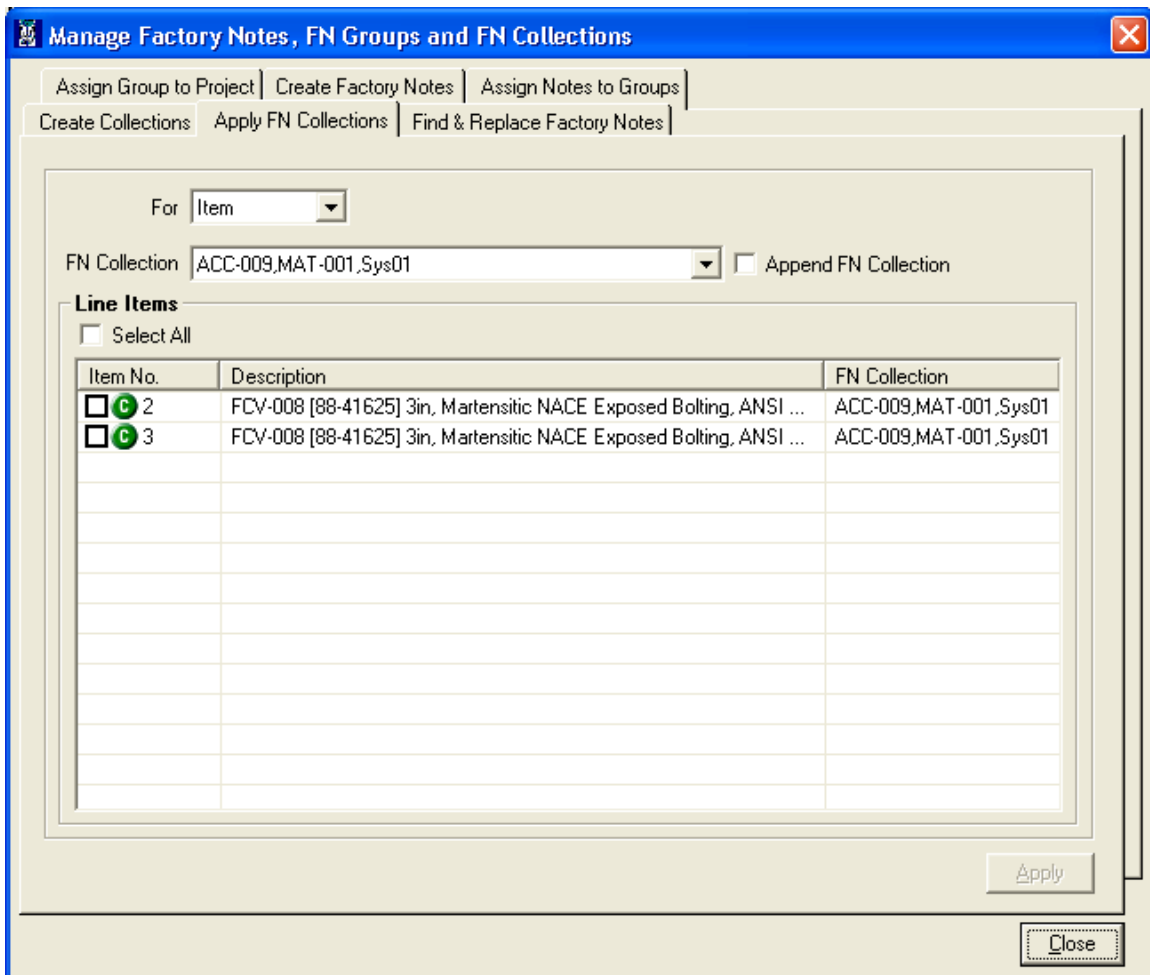 Manage Factory Notes, FN Groups and FN Collections
Assign Group to Project Create Factory Notes Assign Notes to Groups
Create Collections Apply FN Collections Find & Replace Factory Notes
For Item
FN Collection ACC-009,MAT-001,Sys01 Append FN Collection
Line Items
Select All
Item No. Description FN Collection
C 2 FCV-008 [88-41625] 3in, Martensitic NACE Exposed Bolting, ANSI ... ACC-009,MAT-001,Sys01
C 3 FCV-008 [88-41625] 3in, Martensitic NACE Exposed Bolting, ANSI ... ACC-009,MAT-001,Sys01
Apply
Close